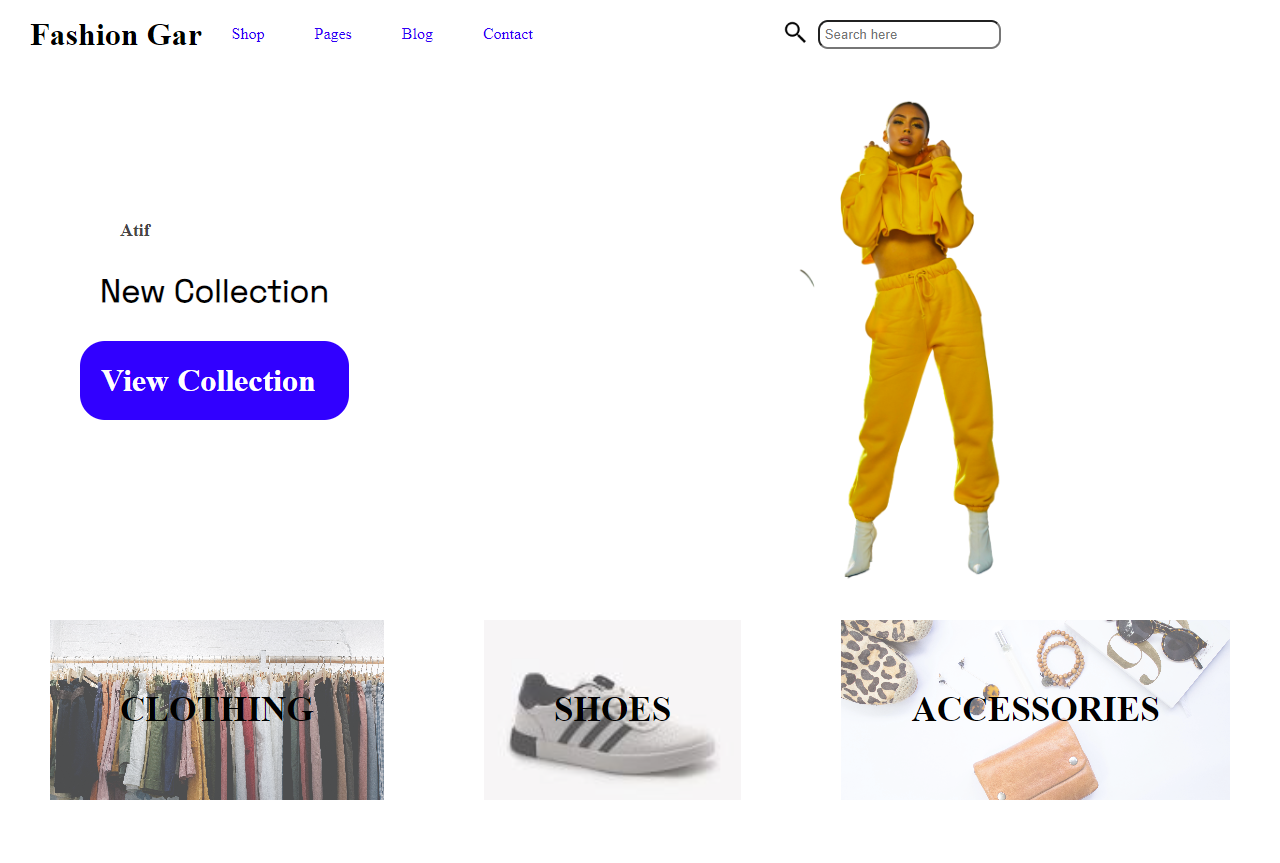 Fashion Gar Shop Pages Blog Contact Search here
Atif
New Collection
View Collection
CLOTHING SHOES ACCESSORIES